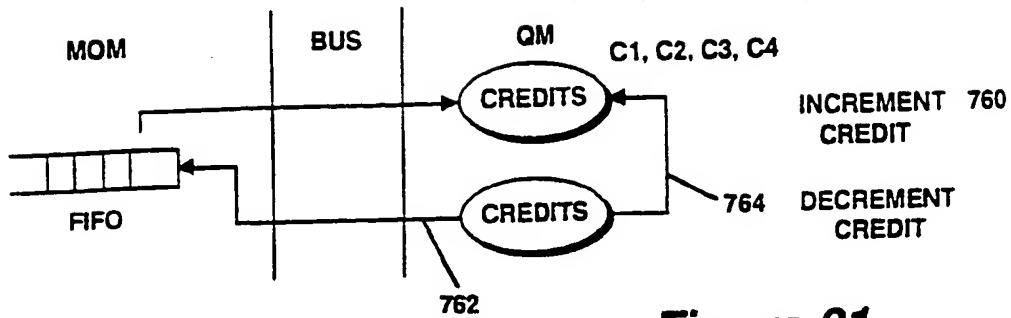 MOM
BUS
QM
C1, C2, C3, C4
CREDITS
INCREMENT 760
CREDIT
FIFO
CREDITS
764
DECREMENT
CREDIT
762